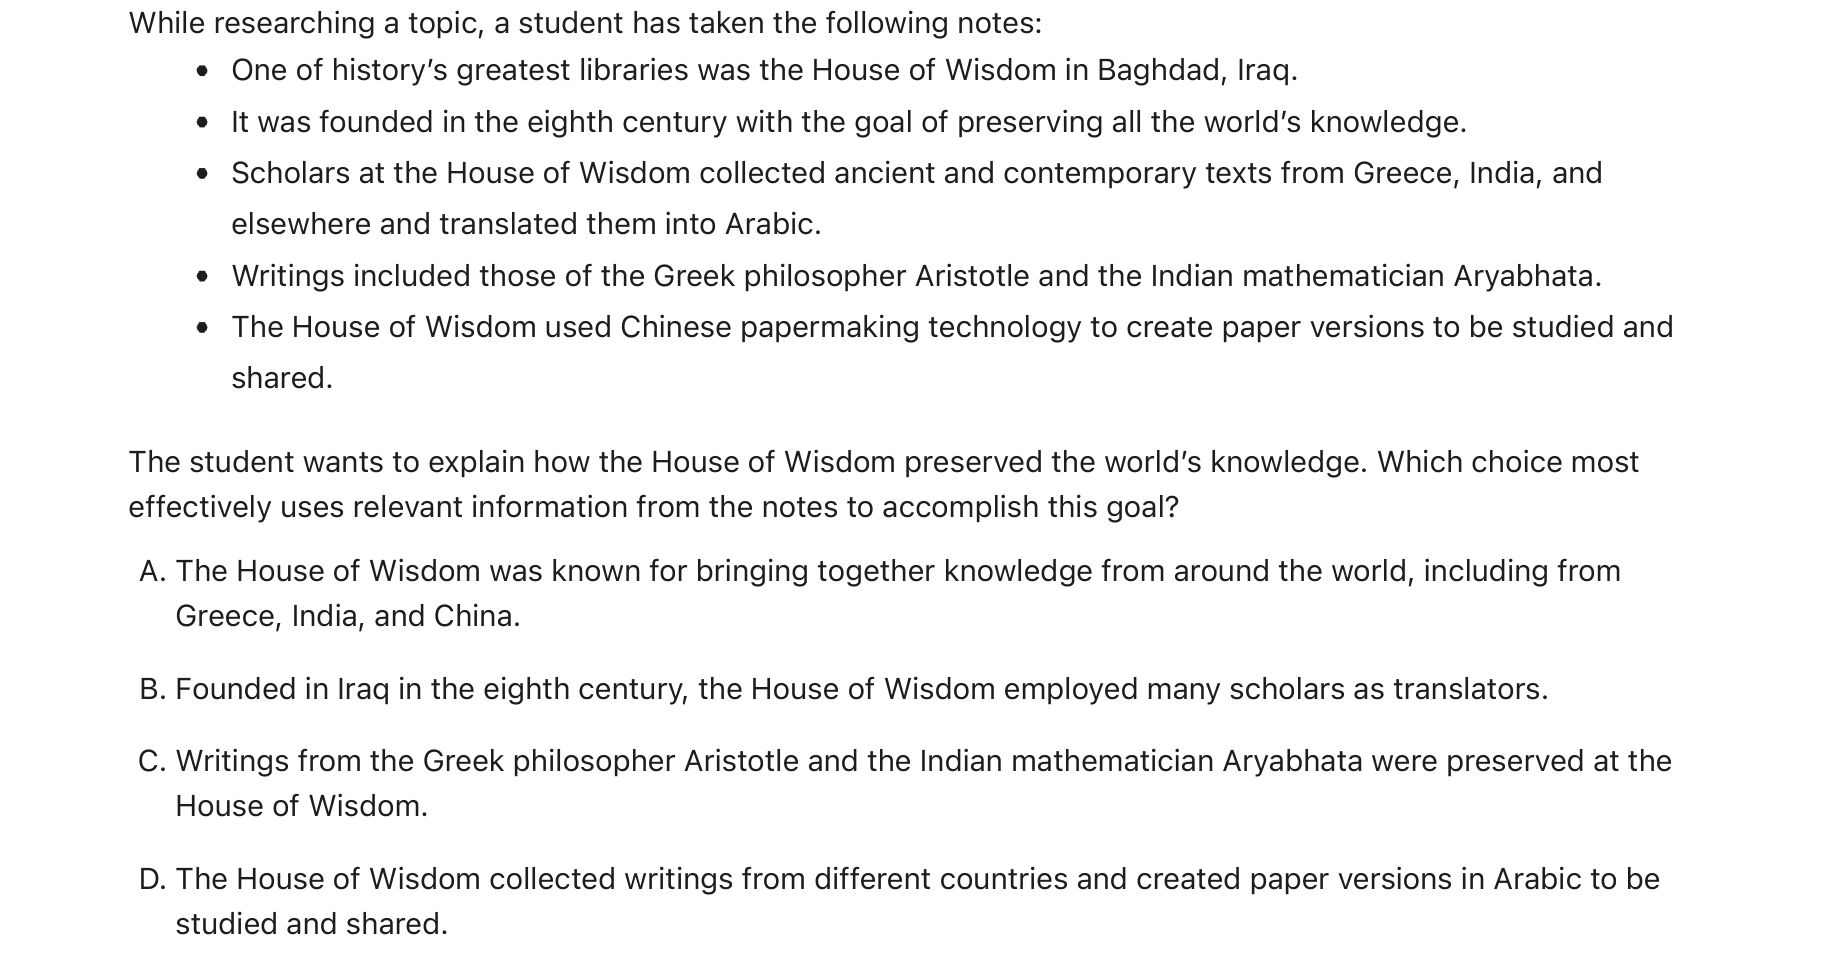 While researching a topic, a student has taken the following notes:
• One of history’s greatest libraries was the House of Wisdom in Baghdad, Iraq.
• It was founded in the eighth century with the goal of preserving all the world’s knowledge.
• Scholars at the House of Wisdom collected ancient and contemporary texts from Greece, India, and
elsewhere and translated them into Arabic.
• Writings included those of the Greek philosopher Aristotle and the Indian mathematician Aryabhata.
• The House of Wisdom used Chinese papermaking technology to create paper versions to be studied and
shared.
The student wants to explain how the House of Wisdom preserved the world’s knowledge. Which choice most
effectively uses relevant information from the notes to accomplish this goal?
A. The House of Wisdom was known for bringing together knowledge from around the world, including from
Greece, India, and China.
B. Founded in Iraq in the eighth century, the House of Wisdom employed many scholars as translators.
C. Writings from the Greek philosopher Aristotle and the Indian mathematician Aryabhata were preserved at the
House of Wisdom.
D. The House of Wisdom collected writings from different countries and created paper versions in Arabic to be
studied and shared.